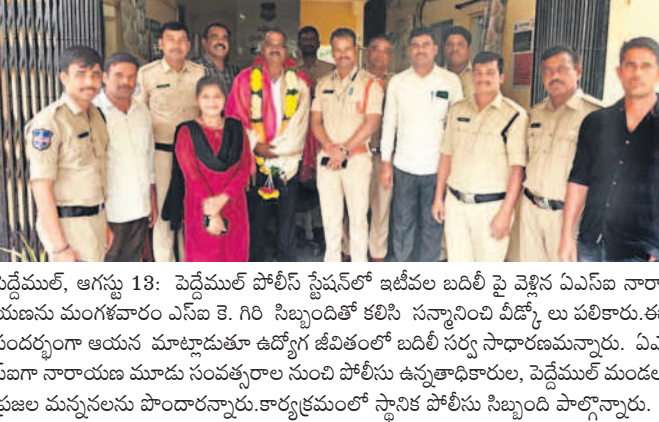 పెద్దేముల్, ఆగస్టు 13: పెద్దేముల్ పోలీస్ స్టేషన్‌లో ఇటీవల బదిలీ పై వెళ్లిన ఏఎస్ఐ నారా
యణను మంగళవారం ఎస్ఐ కె. గిరి సిబ్బందితో కలిసి సన్మానించి వీడ్కో లు పలికారు.ఈ
సందర్భంగా ఆయన మాట్లాడుతూ ఉద్యోగ జీవితంలో బదిలీ సర్వ సాధారణమన్నారు. ఏఎ
స్ఐగా నారాయణ మూడు సంవత్సరాల నుంచి పోలీసు ఉన్నతాధికారుల, పెద్దేముల్ మండల
ప్రజల మన్ననలను పొందారన్నారు.కార్యక్రమంలో స్థానిక పోలీసు సిబ్బంది పాల్గొన్నారు.